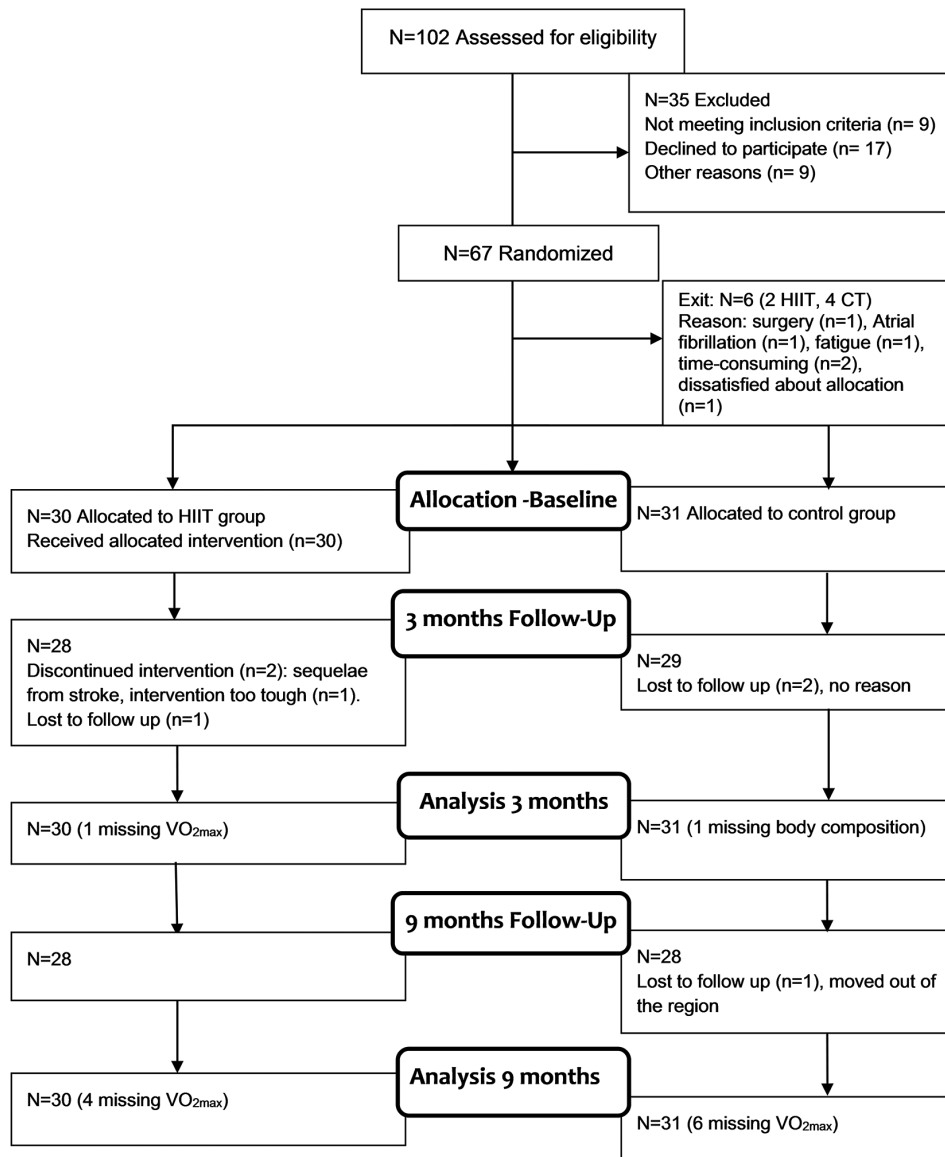 N=102 Assessed for eligibility
N=35 Excluded
Not meeting inclusion criteria (n= 9)
Declined to participate (n= 17)
Other reasons (n= 9)
N=67 Randomized
Exit: N=6 (2 HIIT, 4 CT)
Reason: surgery (n=1), Atrial
fibrillation (n=1), fatigue (n=1),
time-consuming (n=2),
dissatisfied about allocation
(n=1)
Allocation -Baseline
N=30 Allocated to HIIT group
Received allocated intervention (n=30)
N=31 Allocated to control group
3 months Follow-Up
N=28
Discontinued intervention (n=2): sequelae
from stroke, intervention too tough (n=1).
Lost to follow up (n=1)
N=29
Lost to follow up (n=2), no reason
Analysis 3 months
N=30 (1 missing VO2max)
N=31 (1 missing body composition)
9 months Follow-Up
N=28
N=28
Lost to follow up (n=1), moved out of
the region
Analysis 9 months
N=30 (4 missing VO2max)
N=31 (6 missing VO2max)